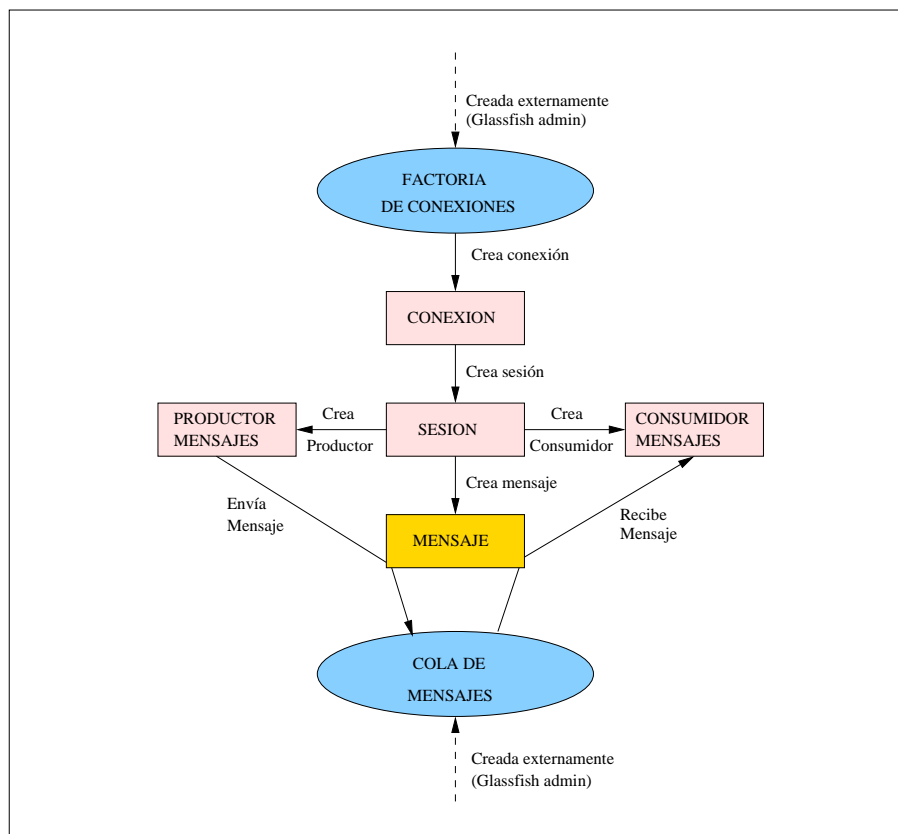 Creada externamente
(Glassfish admin)
FACTORIA
DE CONEXIONES
Crea conexión
CONEXION
Crea sesión
PRODUCTOR
MENSAJES
Crea
Productor
SESION
Crea
Consumidor
CONSUMIDOR
MENSAJES
Crea mensaje
Envía
Mensaje
MENSAJE
Recibe
Mensaje
COLA DE
MENSAJES
Creada externamente
(Glassfish admin)